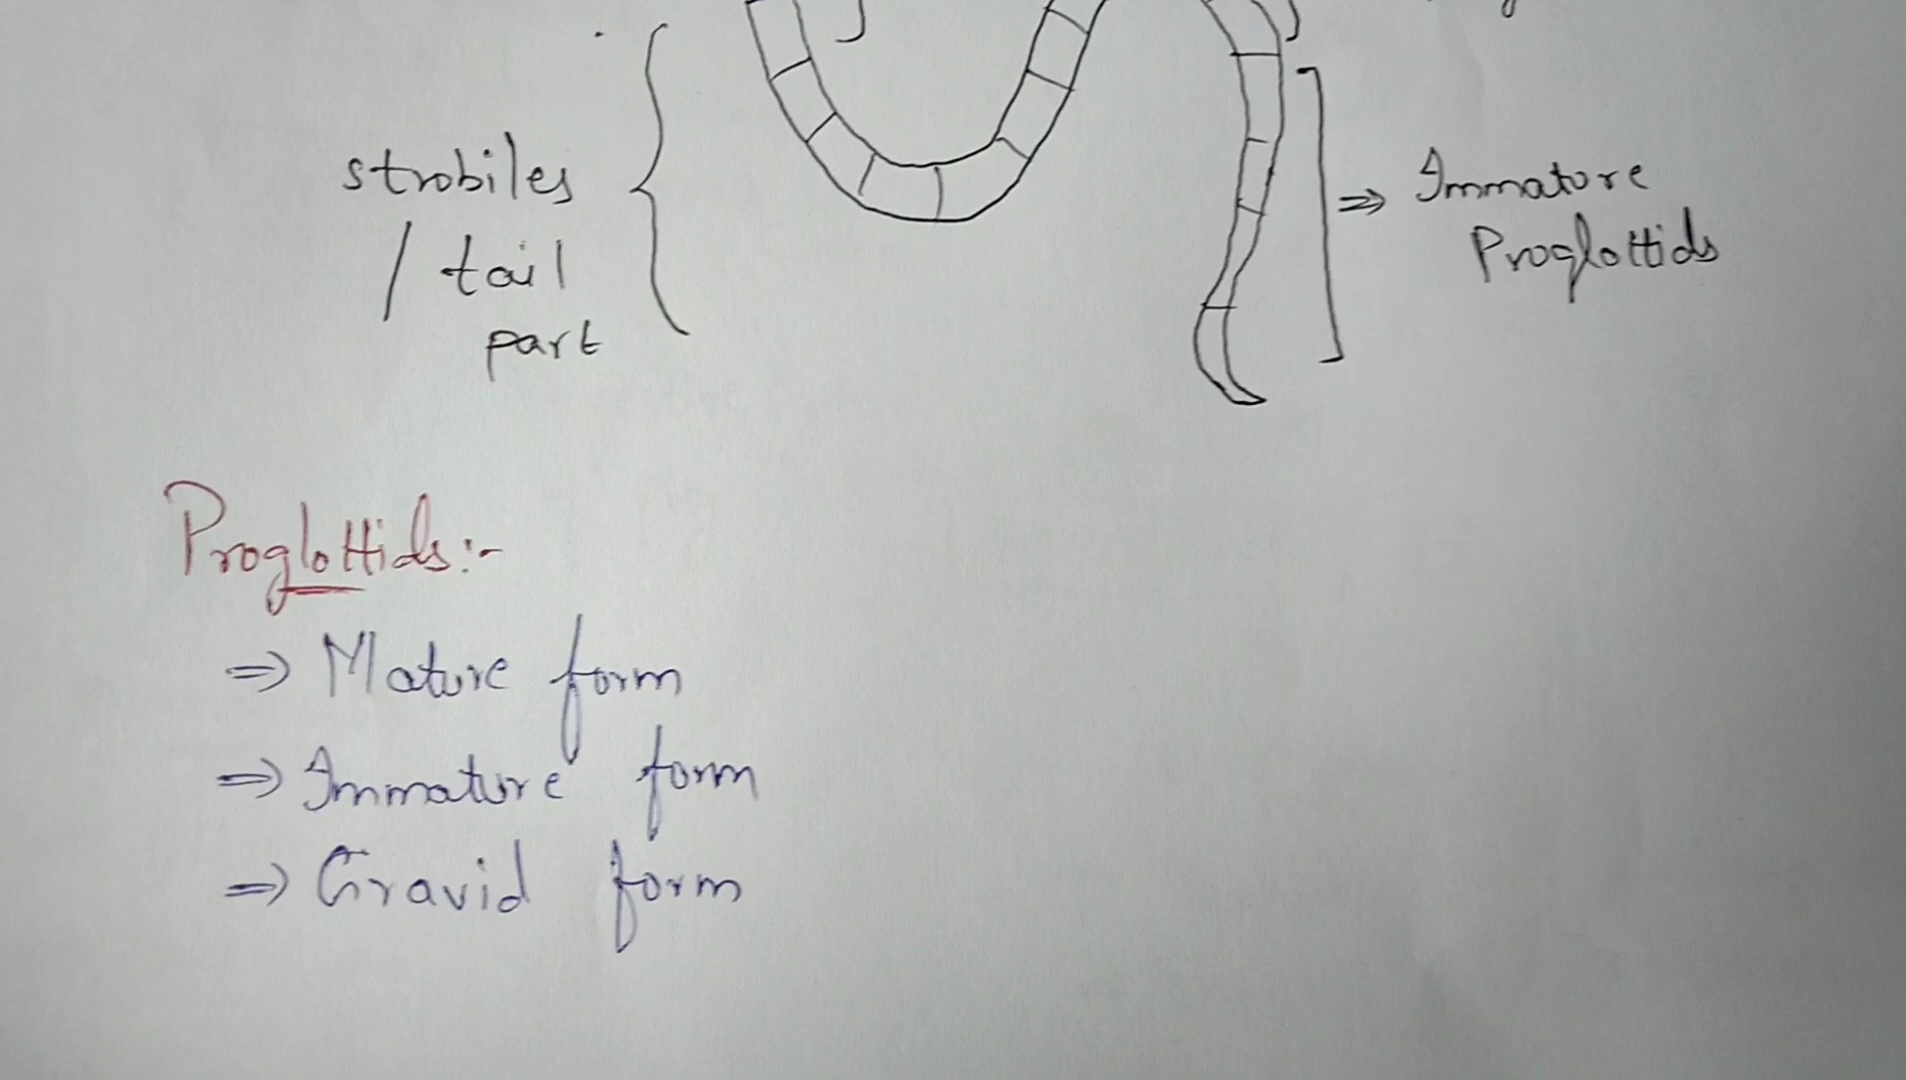 strobiles
/ tail
part
⇒ Immature
Proglottids
Proglottids:-
⇒ Mature form
⇒ Immature form
⇒ Gravid form